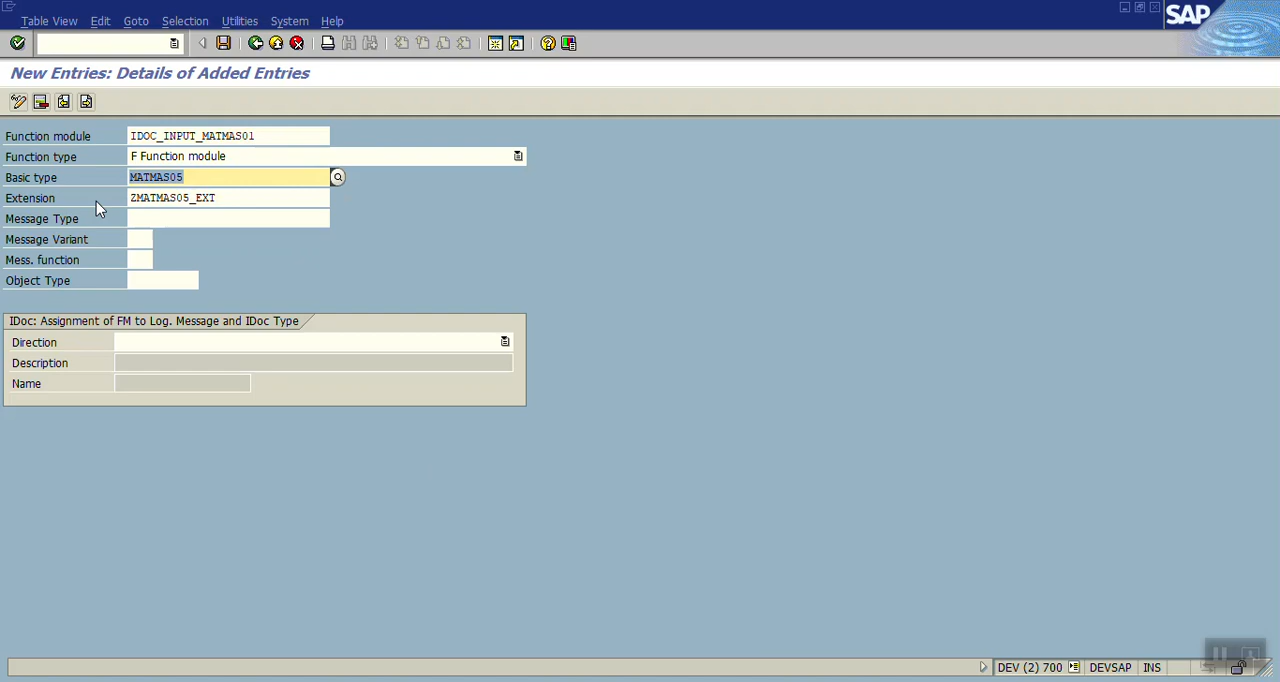 Table View Edit Goto Selection Utilities System Help
SAP
New Entries: Details of Added Entries
Function module IDOC_INPUT_MATMAS01
Function type F Function module
Basic type MATMAS05
Extension ZMATMAS05_EXT
Message Type
Message Variant
Mess. function
Object Type
IDoc: Assignment of FM to Log. Message and IDoc Type
Direction
Description
Name
DEV (2) 700 DEVSAP INS